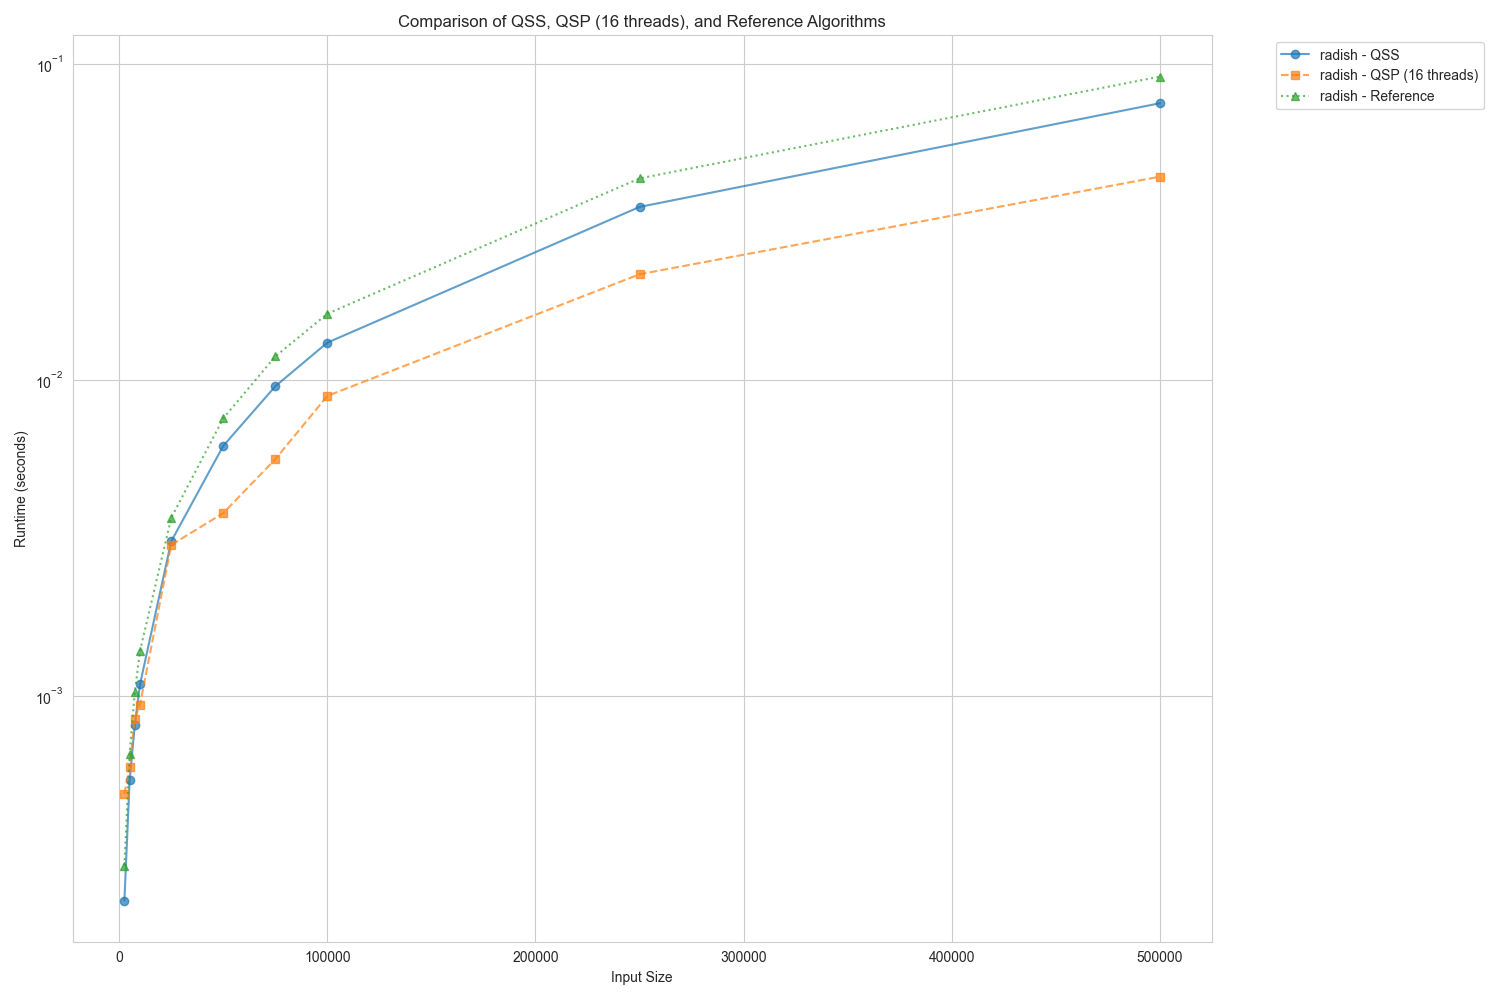 Comparison of QSS, QSP (16 threads), and Reference Algorithms
radish - QSS
radish - QSP (16 threads)
radish - Reference
Runtime (seconds)
10⁻¹
10⁻²
10⁻³
0 100000 200000 300000 400000 500000
Input Size